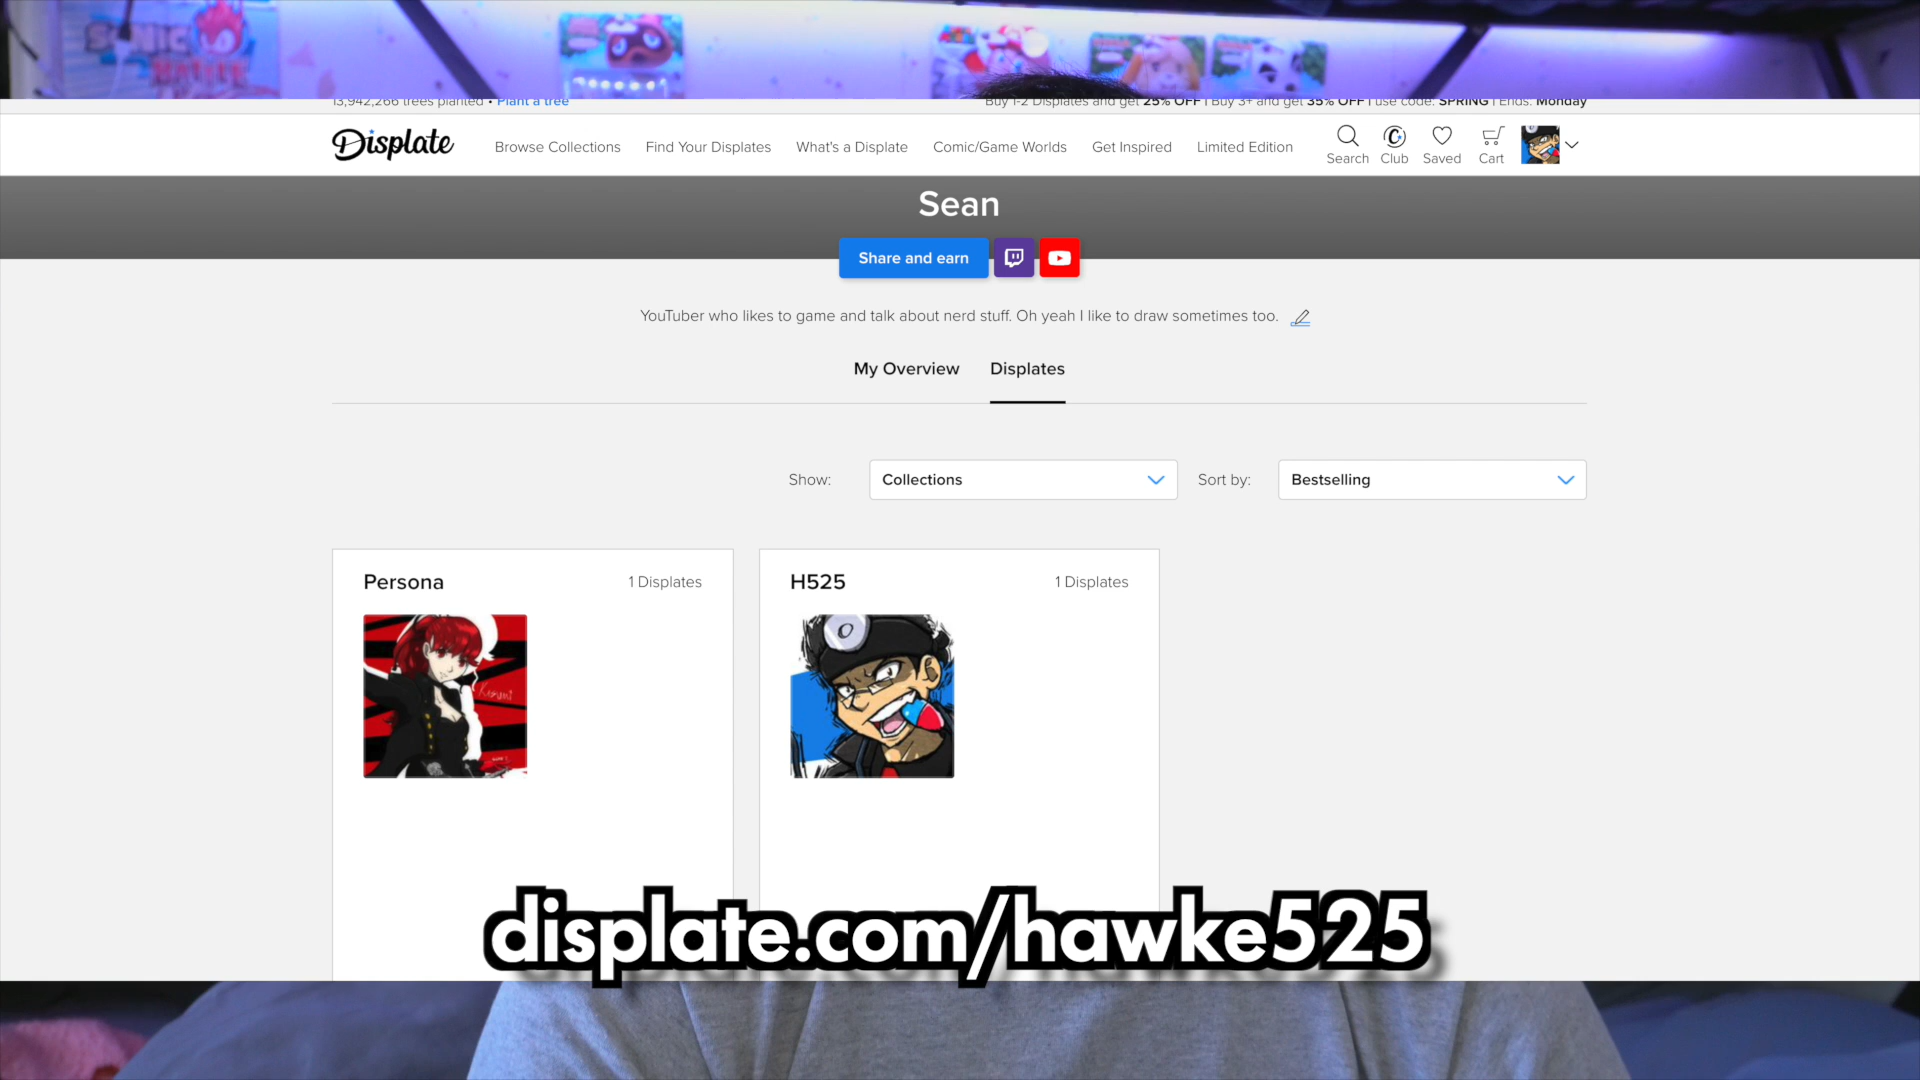 SONIC
BATTLE
13,942,266 trees planted • Plant a tree
Buy 1-2 Displates and get 25% OFF | Buy 3+ and get 35% OFF | use code: SPRING | Ends: Monday
Displate
Browse Collections
Find Your Displates
What's a Displate
Comic/Game Worlds
Get Inspired
Limited Edition
Search
Club
Saved
Cart
Sean
Share and earn
YouTuber who likes to game and talk about nerd stuff. Oh yeah I like to draw sometimes too.
My Overview
Displates
Show:
Collections
Sort by:
Bestselling
Persona
1 Displates
H525
1 Displates
displate.com/hawke525